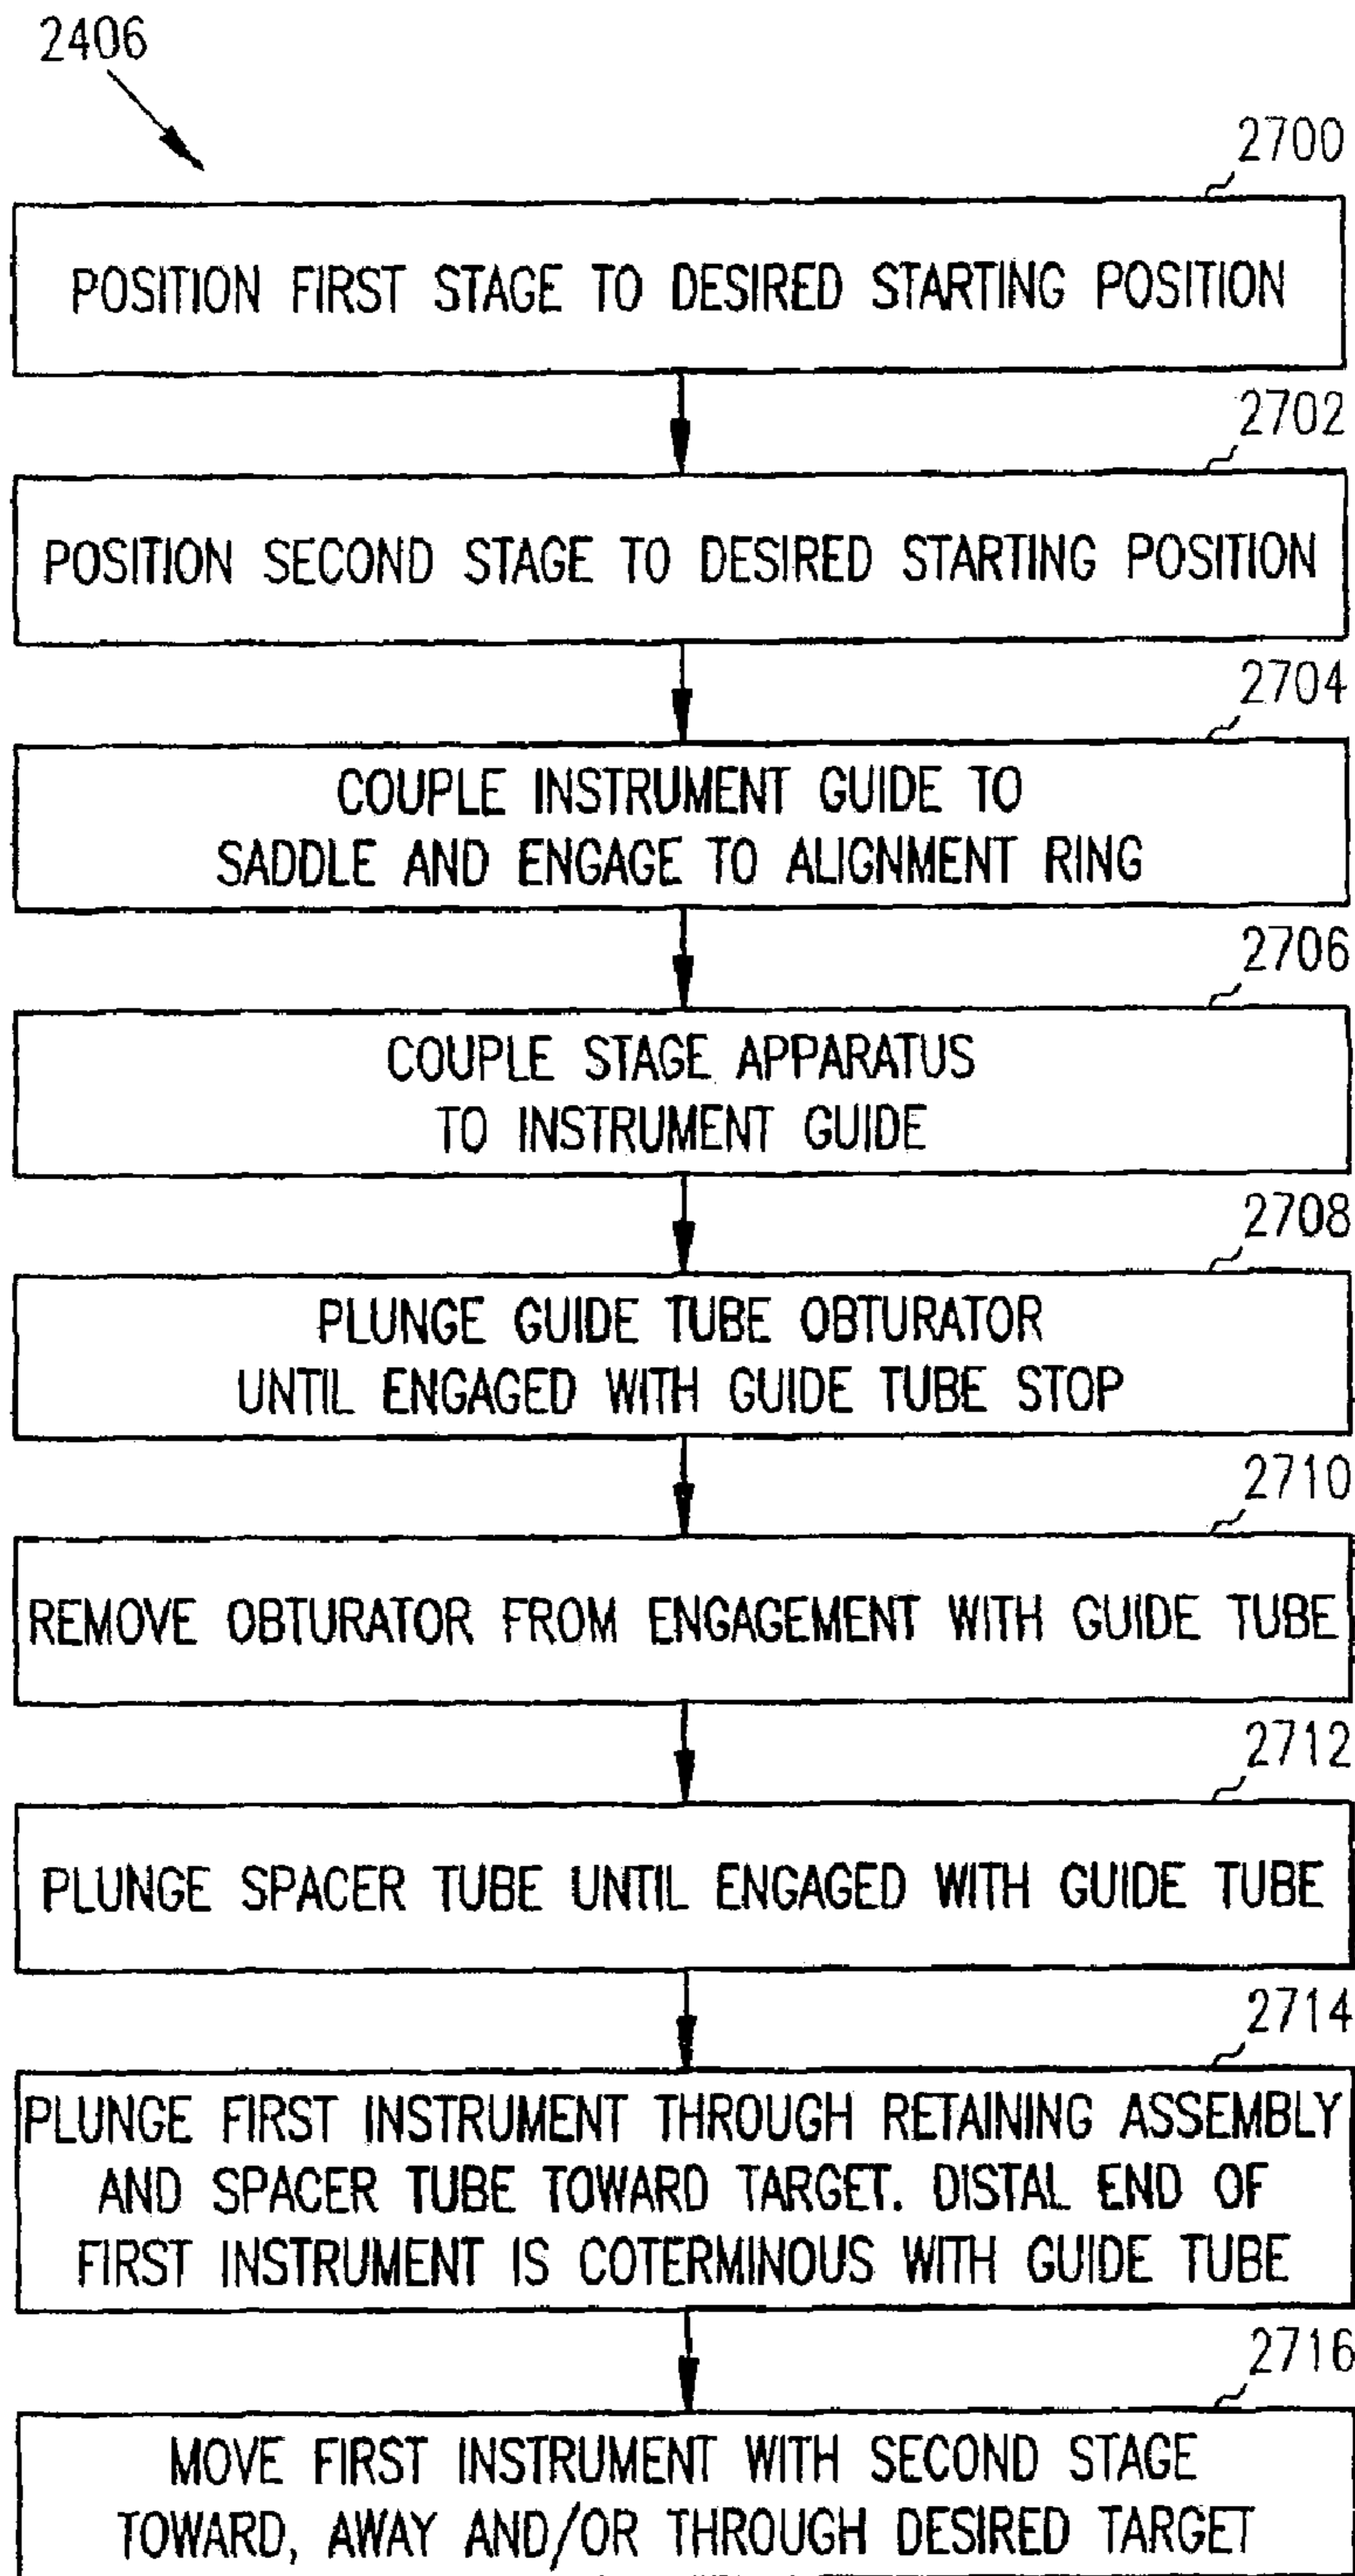 2406
2700
POSITION FIRST STAGE TO DESIRED STARTING POSITION
2702
POSITION SECOND STAGE TO DESIRED STARTING POSITION
2704
COUPLE INSTRUMENT GUIDE TO
SADDLE AND ENGAGE TO ALIGNMENT RING
2706
COUPLE STAGE APPARATUS
TO INSTRUMENT GUIDE
2708
PLUNGE GUIDE TUBE OBTURATOR
UNTIL ENGAGED WITH GUIDE TUBE STOP
2710
REMOVE OBTURATOR FROM ENGAGEMENT WITH GUIDE TUBE
2712
PLUNGE SPACER TUBE UNTIL ENGAGED WITH GUIDE TUBE
2714
PLUNGE FIRST INSTRUMENT THROUGH RETAINING ASSEMBLY
AND SPACER TUBE TOWARD TARGET. DISTAL END OF
FIRST INSTRUMENT IS COTERMINOUS WITH GUIDE TUBE
2716
MOVE FIRST INSTRUMENT WITH SECOND STAGE
TOWARD, AWAY AND/OR THROUGH DESIRED TARGET